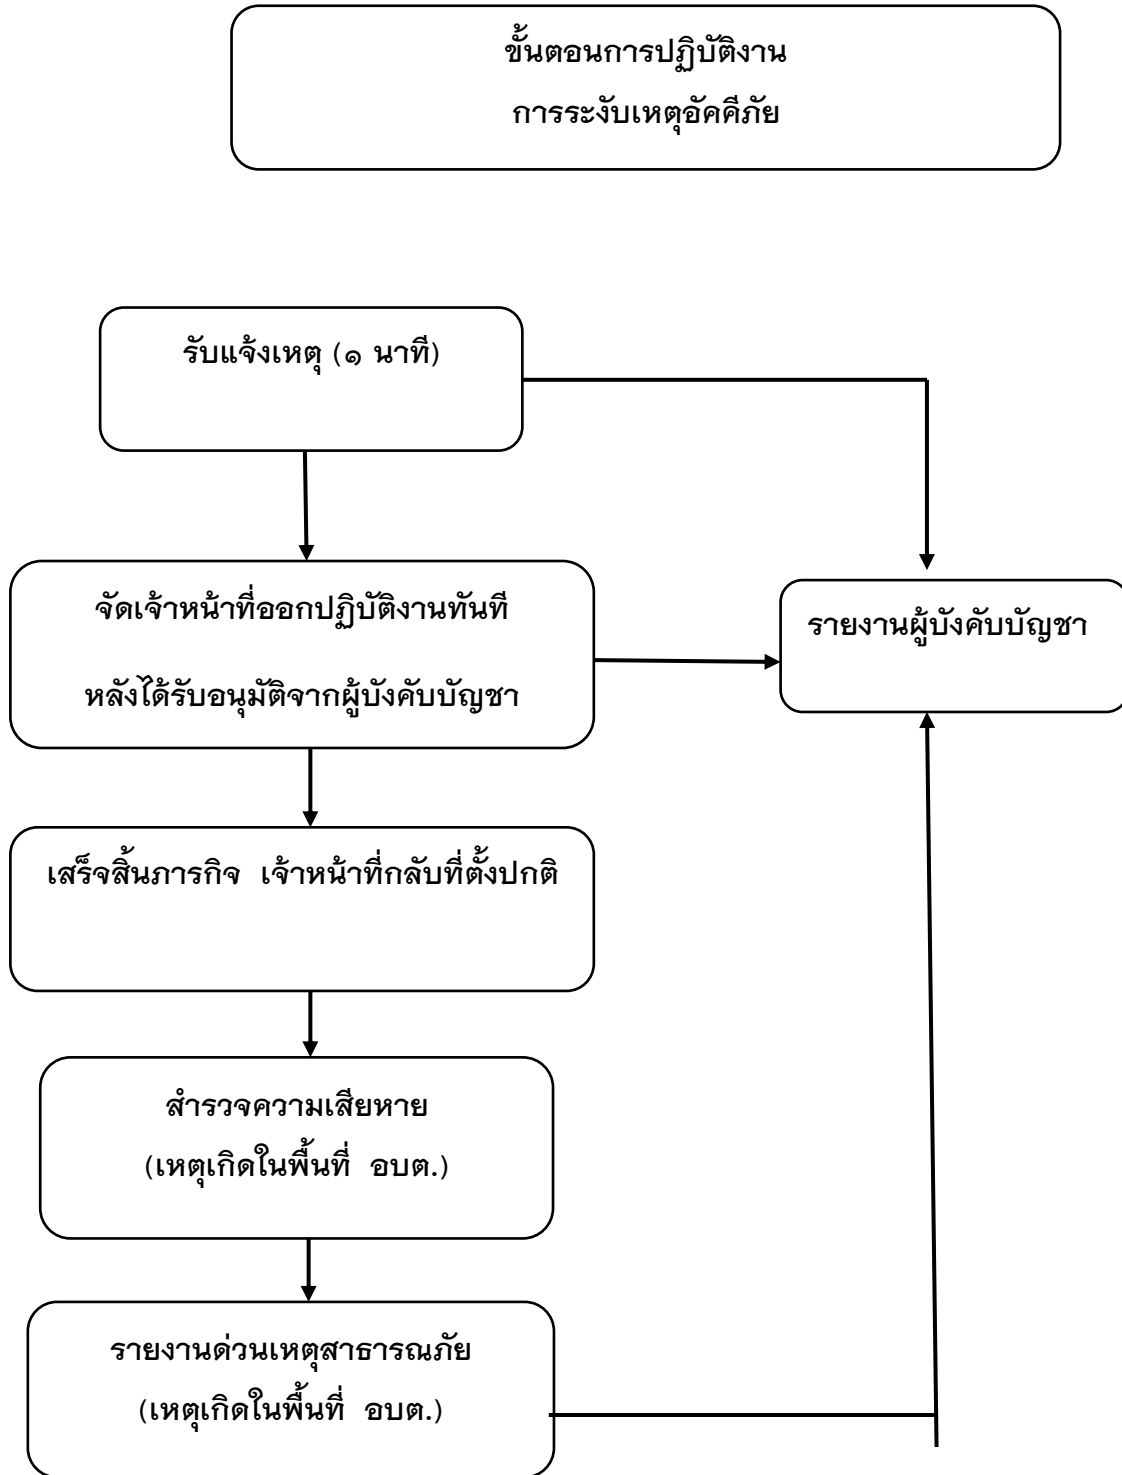 ขั้นตอนการปฏิบัติงาน
การระงับเหตุอัคคีภัย
รับแจ้งเหตุ (๑ นาที)
จัดเจ้าหน้าที่ออกปฏิบัติงานทันที
หลังได้รับอนุมัติจากผู้บังคับบัญชา
รายงานผู้บังคับบัญชา
เสร็จสิ้นภารกิจ เจ้าหน้าที่กลับที่ตั้งปกติ
สำรวจความเสียหาย
(เหตุเกิดในพื้นที่ อบต.)
รายงานด่วนเหตุสาธารณภัย
(เหตุเกิดในพื้นที่ อบต.)